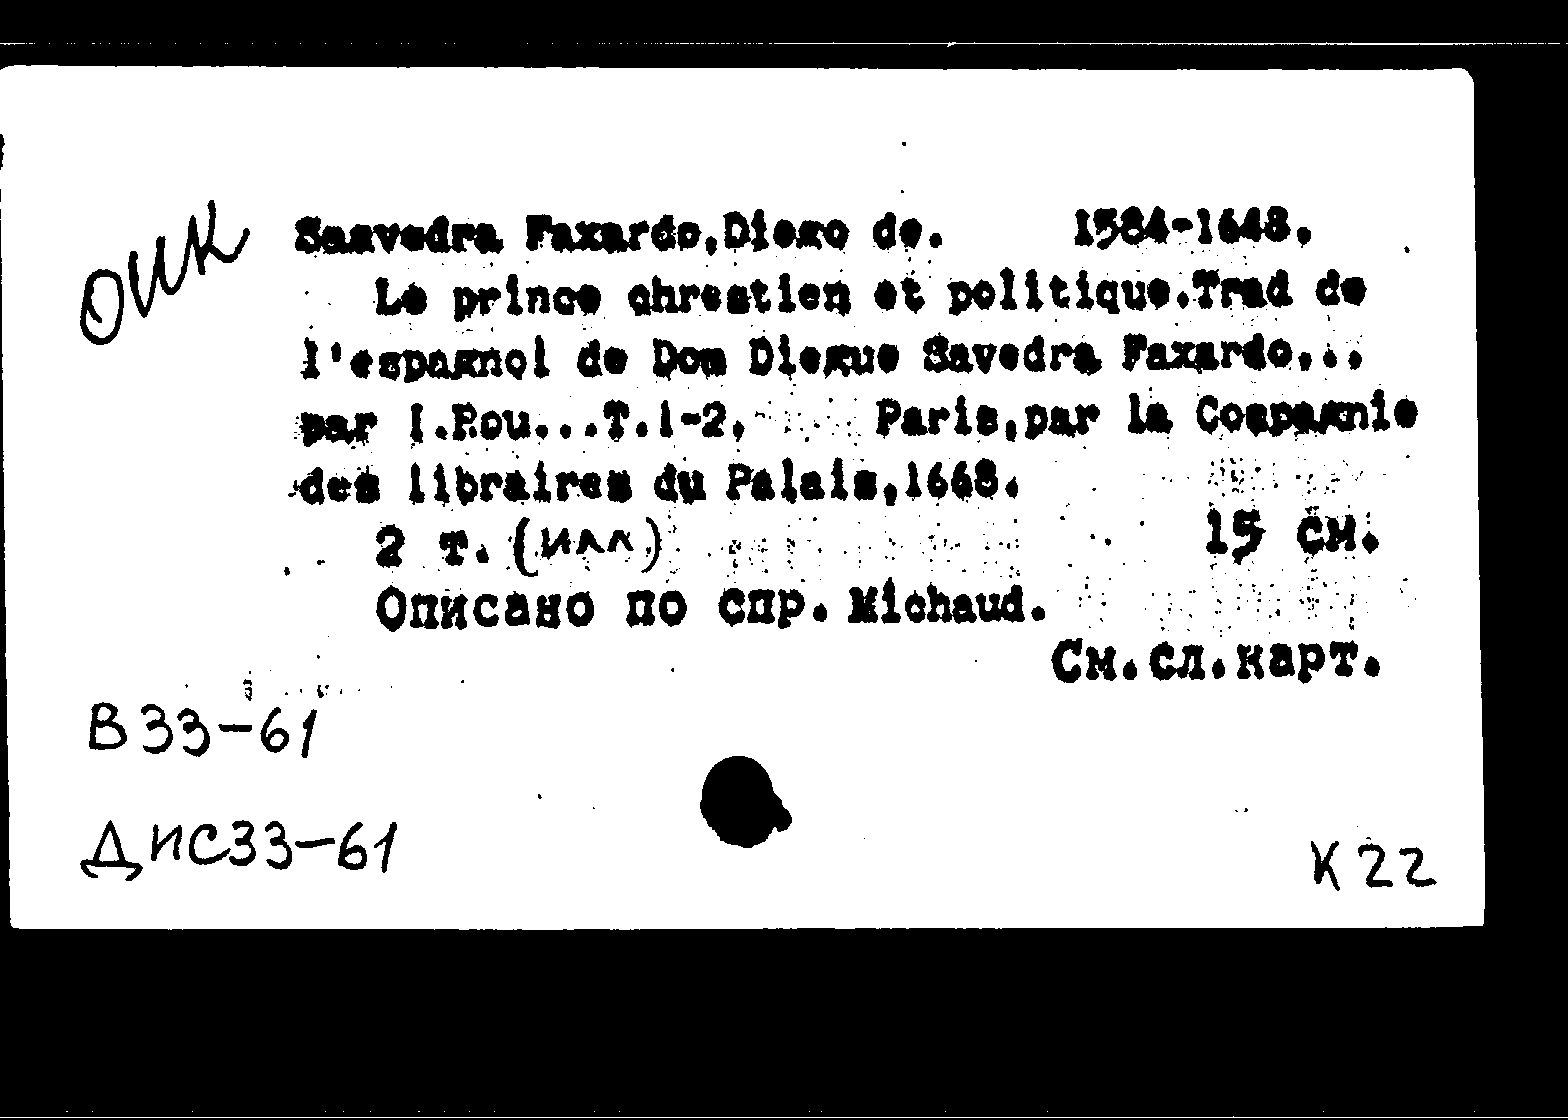 ОИК
Saavedra Faxardo,Diego de. 1584-1648.
Le prince chrestien et politique.Trad de
l'espagnol de Dom Diegue Savedra Faxardo...
par I.Rou...T.1-2. Paris,par la Compagnie
des libraires du Palais,1668.
2 т. (илл) 15 см.
Описано по спр. Michaud.
См.сл.карт.
В33-61
ДИС33-61
К22